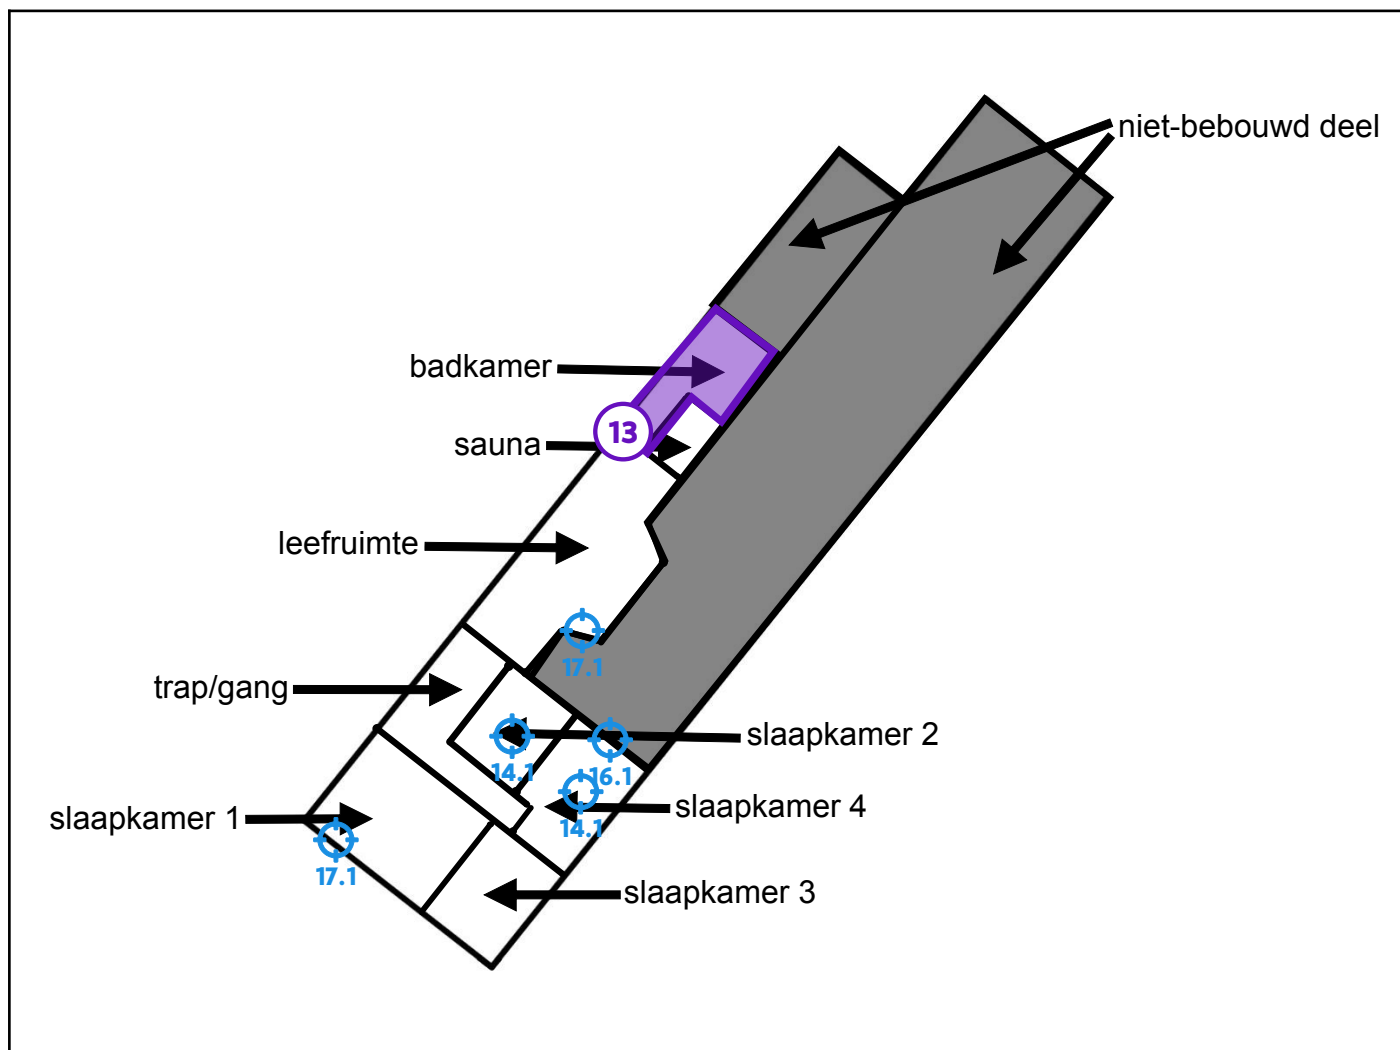 niet-bebouwd deel
badkamer
13
sauna
leefruimte
17.1
trap/gang
slaapkamer 2
14.1
16.1
slaapkamer 4
slaapkamer 1
14.1
17.1
slaapkamer 3